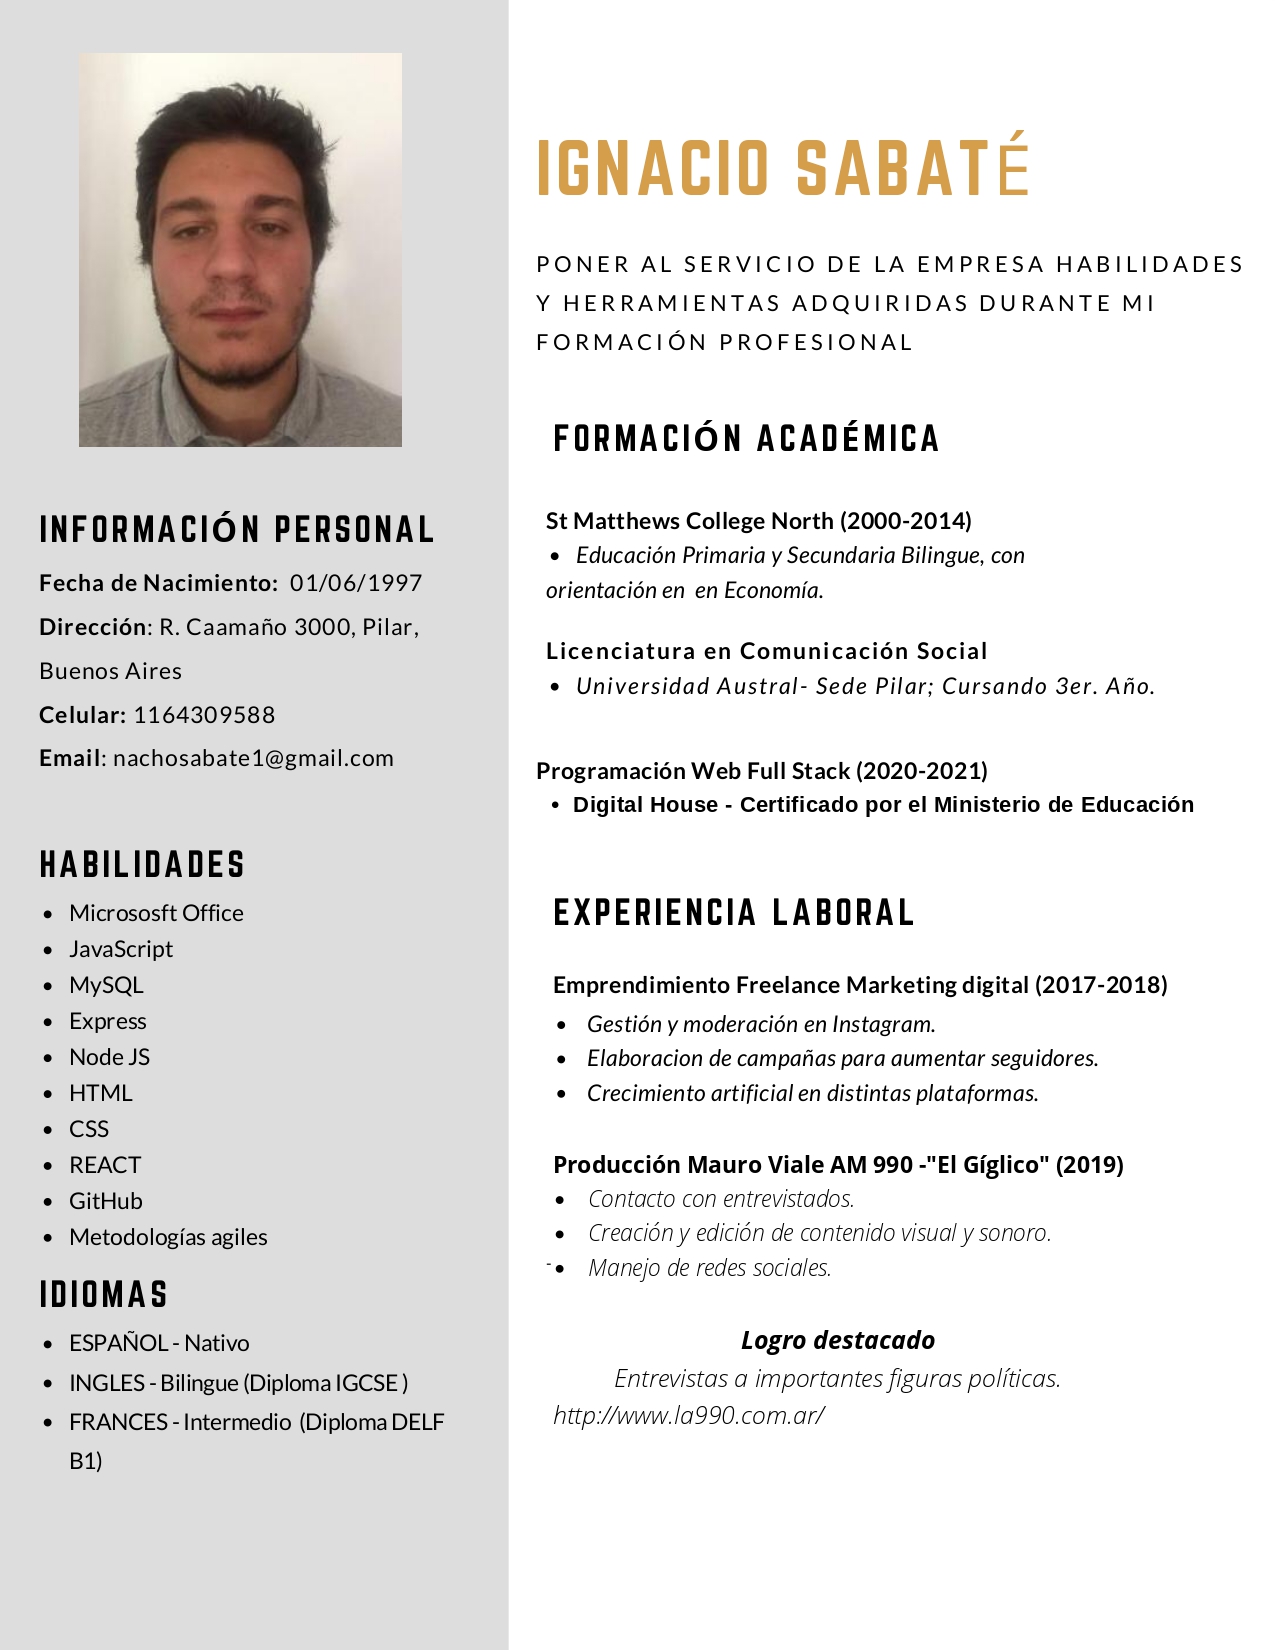 IGNACIO SABATÉ
PONER AL SERVICIO DE LA EMPRESA HABILIDADES
Y HERRAMIENTAS ADQUIRIDAS DURANTE MI
FORMACIÓN PROFESIONAL
INFORMACIÓN PERSONAL
Fecha de Nacimiento: 01/06/1997
Dirección: R. Caamaño 3000, Pilar,
Buenos Aires
Celular: 1164309588
Email: nachosabate1@gmail.com
HABILIDADES
• Micrososft Office
• JavaScript
• MySQL
• Express
• Node JS
• HTML
• CSS
• REACT
• GitHub
• Metodologías agiles
IDIOMAS
• ESPAÑOL - Nativo
• INGLES - Bilingue (Diploma IGCSE )
• FRANCES - Intermedio (Diploma DELF
B1)
FORMACIÓN ACADÉMICA
St Matthews College North (2000-2014)
• Educación Primaria y Secundaria Bilingue, con
orientación en en Economía.
Licenciatura en Comunicación Social
• Universidad Austral- Sede Pilar; Cursando 3er. Año.
Programación Web Full Stack (2020-2021)
• Digital House - Certificado por el Ministerio de Educación
EXPERIENCIA LABORAL
Emprendimiento Freelance Marketing digital (2017-2018)
• Gestión y moderación en Instagram.
• Elaboracion de campañas para aumentar seguidores.
• Crecimiento artificial en distintas plataformas.
Producción Mauro Viale AM 990 -"El Gíglico" (2019)
• Contacto con entrevistados.
• Creación y edición de contenido visual y sonoro.
-• Manejo de redes sociales.
Logro destacado
Entrevistas a importantes figuras políticas.
http://www.la990.com.ar/